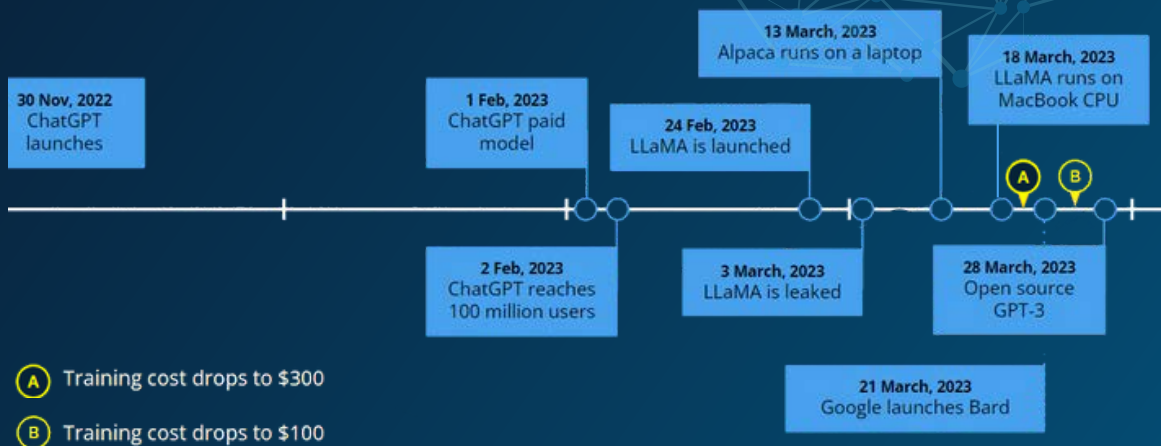 30 Nov, 2022
ChatGPT
launches
1 Feb, 2023
ChatGPT paid
model
2 Feb, 2023
ChatGPT reaches
100 million users
24 Feb, 2023
LLaMA is launched
3 March, 2023
LLaMA is leaked
13 March, 2023
Alpaca runs on a laptop
18 March, 2023
LLaMA runs on
MacBook CPU
A
B
21 March, 2023
Google launches Bard
28 March, 2023
Open source
GPT-3
A Training cost drops to $300
B Training cost drops to $100